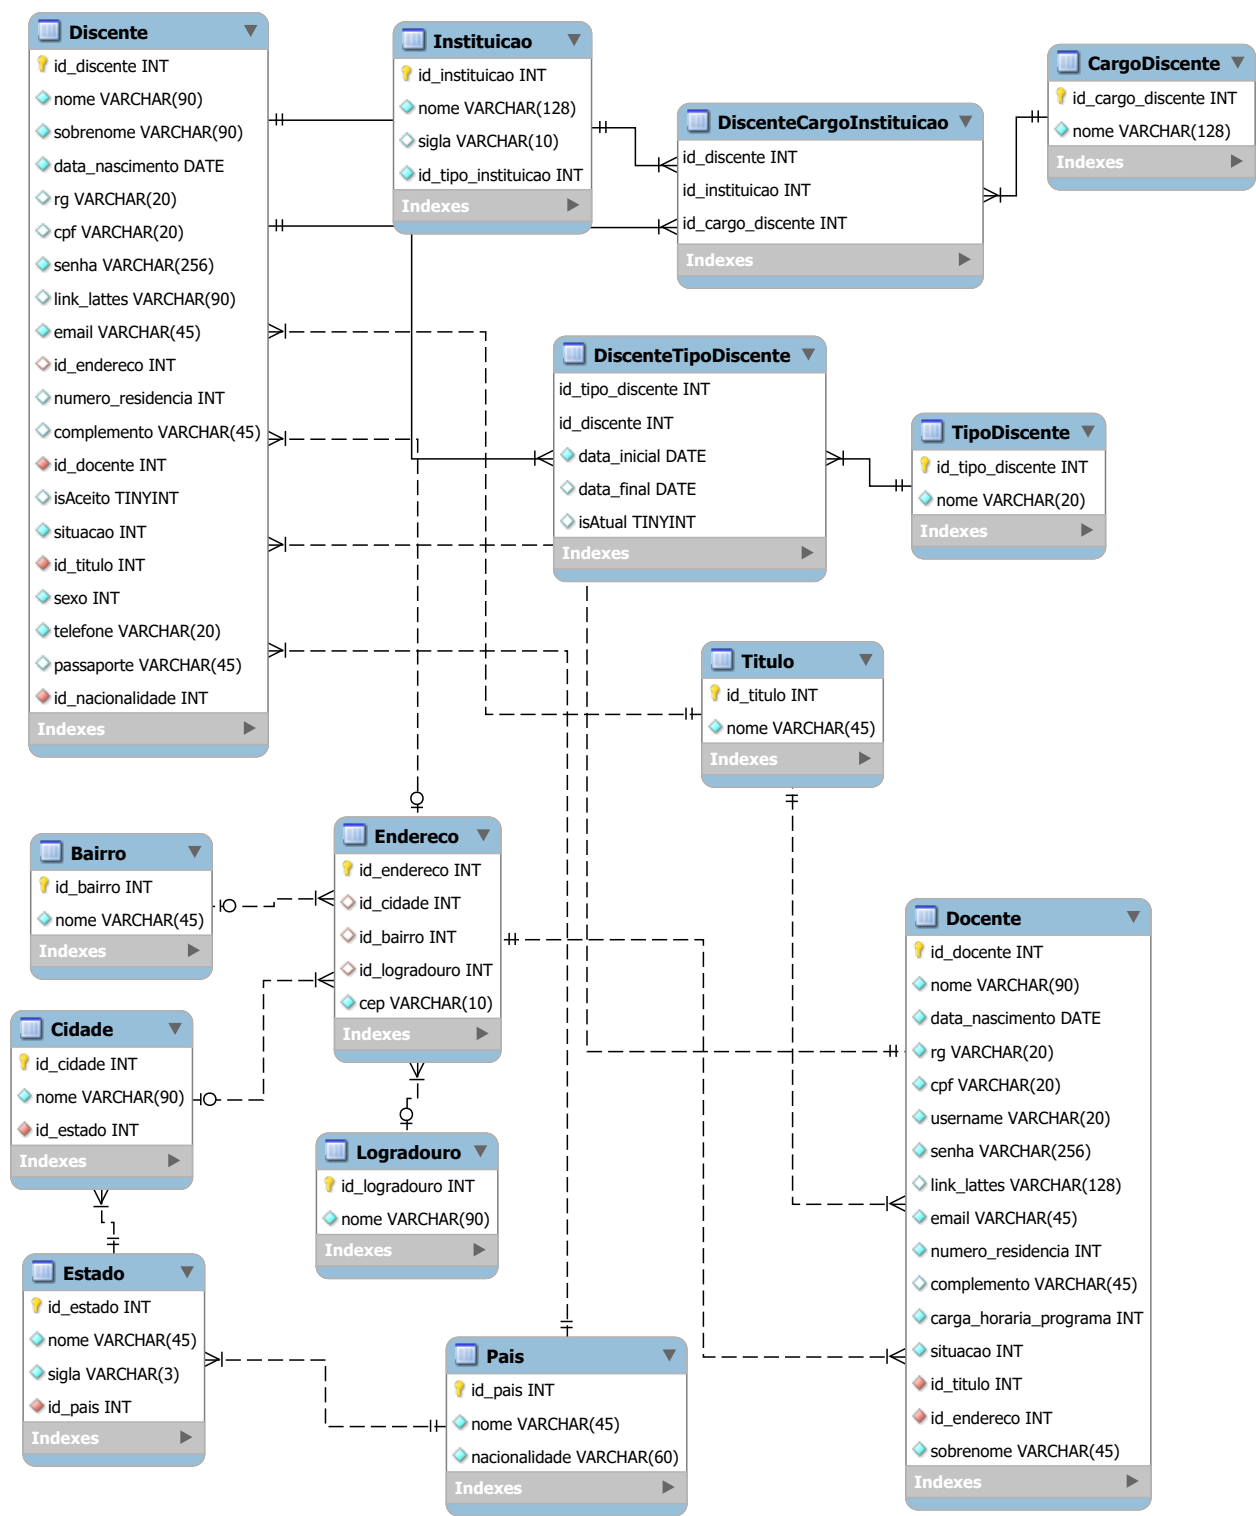 Discente
id_discente INT
nome VARCHAR(90)
sobrenome VARCHAR(90)
data_nascimento DATE
rg VARCHAR(20)
cpf VARCHAR(20)
senha VARCHAR(256)
link_lattes VARCHAR(90)
email VARCHAR(45)
id_endereco INT
numero_residencia INT
complemento VARCHAR(45)
id_docente INT
isAceito TINYINT
situacao INT
id_titulo INT
sexo INT
telefone VARCHAR(20)
passaporte VARCHAR(45)
id_nacionalidade INT
Indexes
Instituicao
id_instituicao INT
nome VARCHAR(128)
sigla VARCHAR(10)
id_tipo_instituicao INT
Indexes
DiscenteCargoInstituicao
id_discente INT
id_instituicao INT
id_cargo_discente INT
Indexes
CargoDiscente
id_cargo_discente INT
nome VARCHAR(128)
Indexes
DiscenteTipoDiscente
id_tipo_discente INT
id_discente INT
data_inicial DATE
data_final DATE
isAtual TINYINT
Indexes
TipoDiscente
id_tipo_discente INT
nome VARCHAR(20)
Indexes
Titulo
id_titulo INT
nome VARCHAR(45)
Indexes
Bairro
id_bairro INT
nome VARCHAR(45)
Indexes
Endereco
id_endereco INT
id_cidade INT
id_bairro INT
id_logradouro INT
cep VARCHAR(10)
Indexes
Cidade
id_cidade INT
nome VARCHAR(90)
id_estado INT
Indexes
Logradouro
id_logradouro INT
nome VARCHAR(90)
Indexes
Estado
id_estado INT
nome VARCHAR(45)
sigla VARCHAR(3)
id_pais INT
Indexes
Pais
id_pais INT
nome VARCHAR(45)
nacionalidade VARCHAR(60)
Indexes
Docente
id_docente INT
nome VARCHAR(90)
data_nascimento DATE
rg VARCHAR(20)
cpf VARCHAR(20)
username VARCHAR(20)
senha VARCHAR(256)
link_lattes VARCHAR(128)
email VARCHAR(45)
numero_residencia INT
complemento VARCHAR(45)
carga_horaria_programa INT
situacao INT
id_titulo INT
id_endereco INT
sobrenome VARCHAR(45)
Indexes